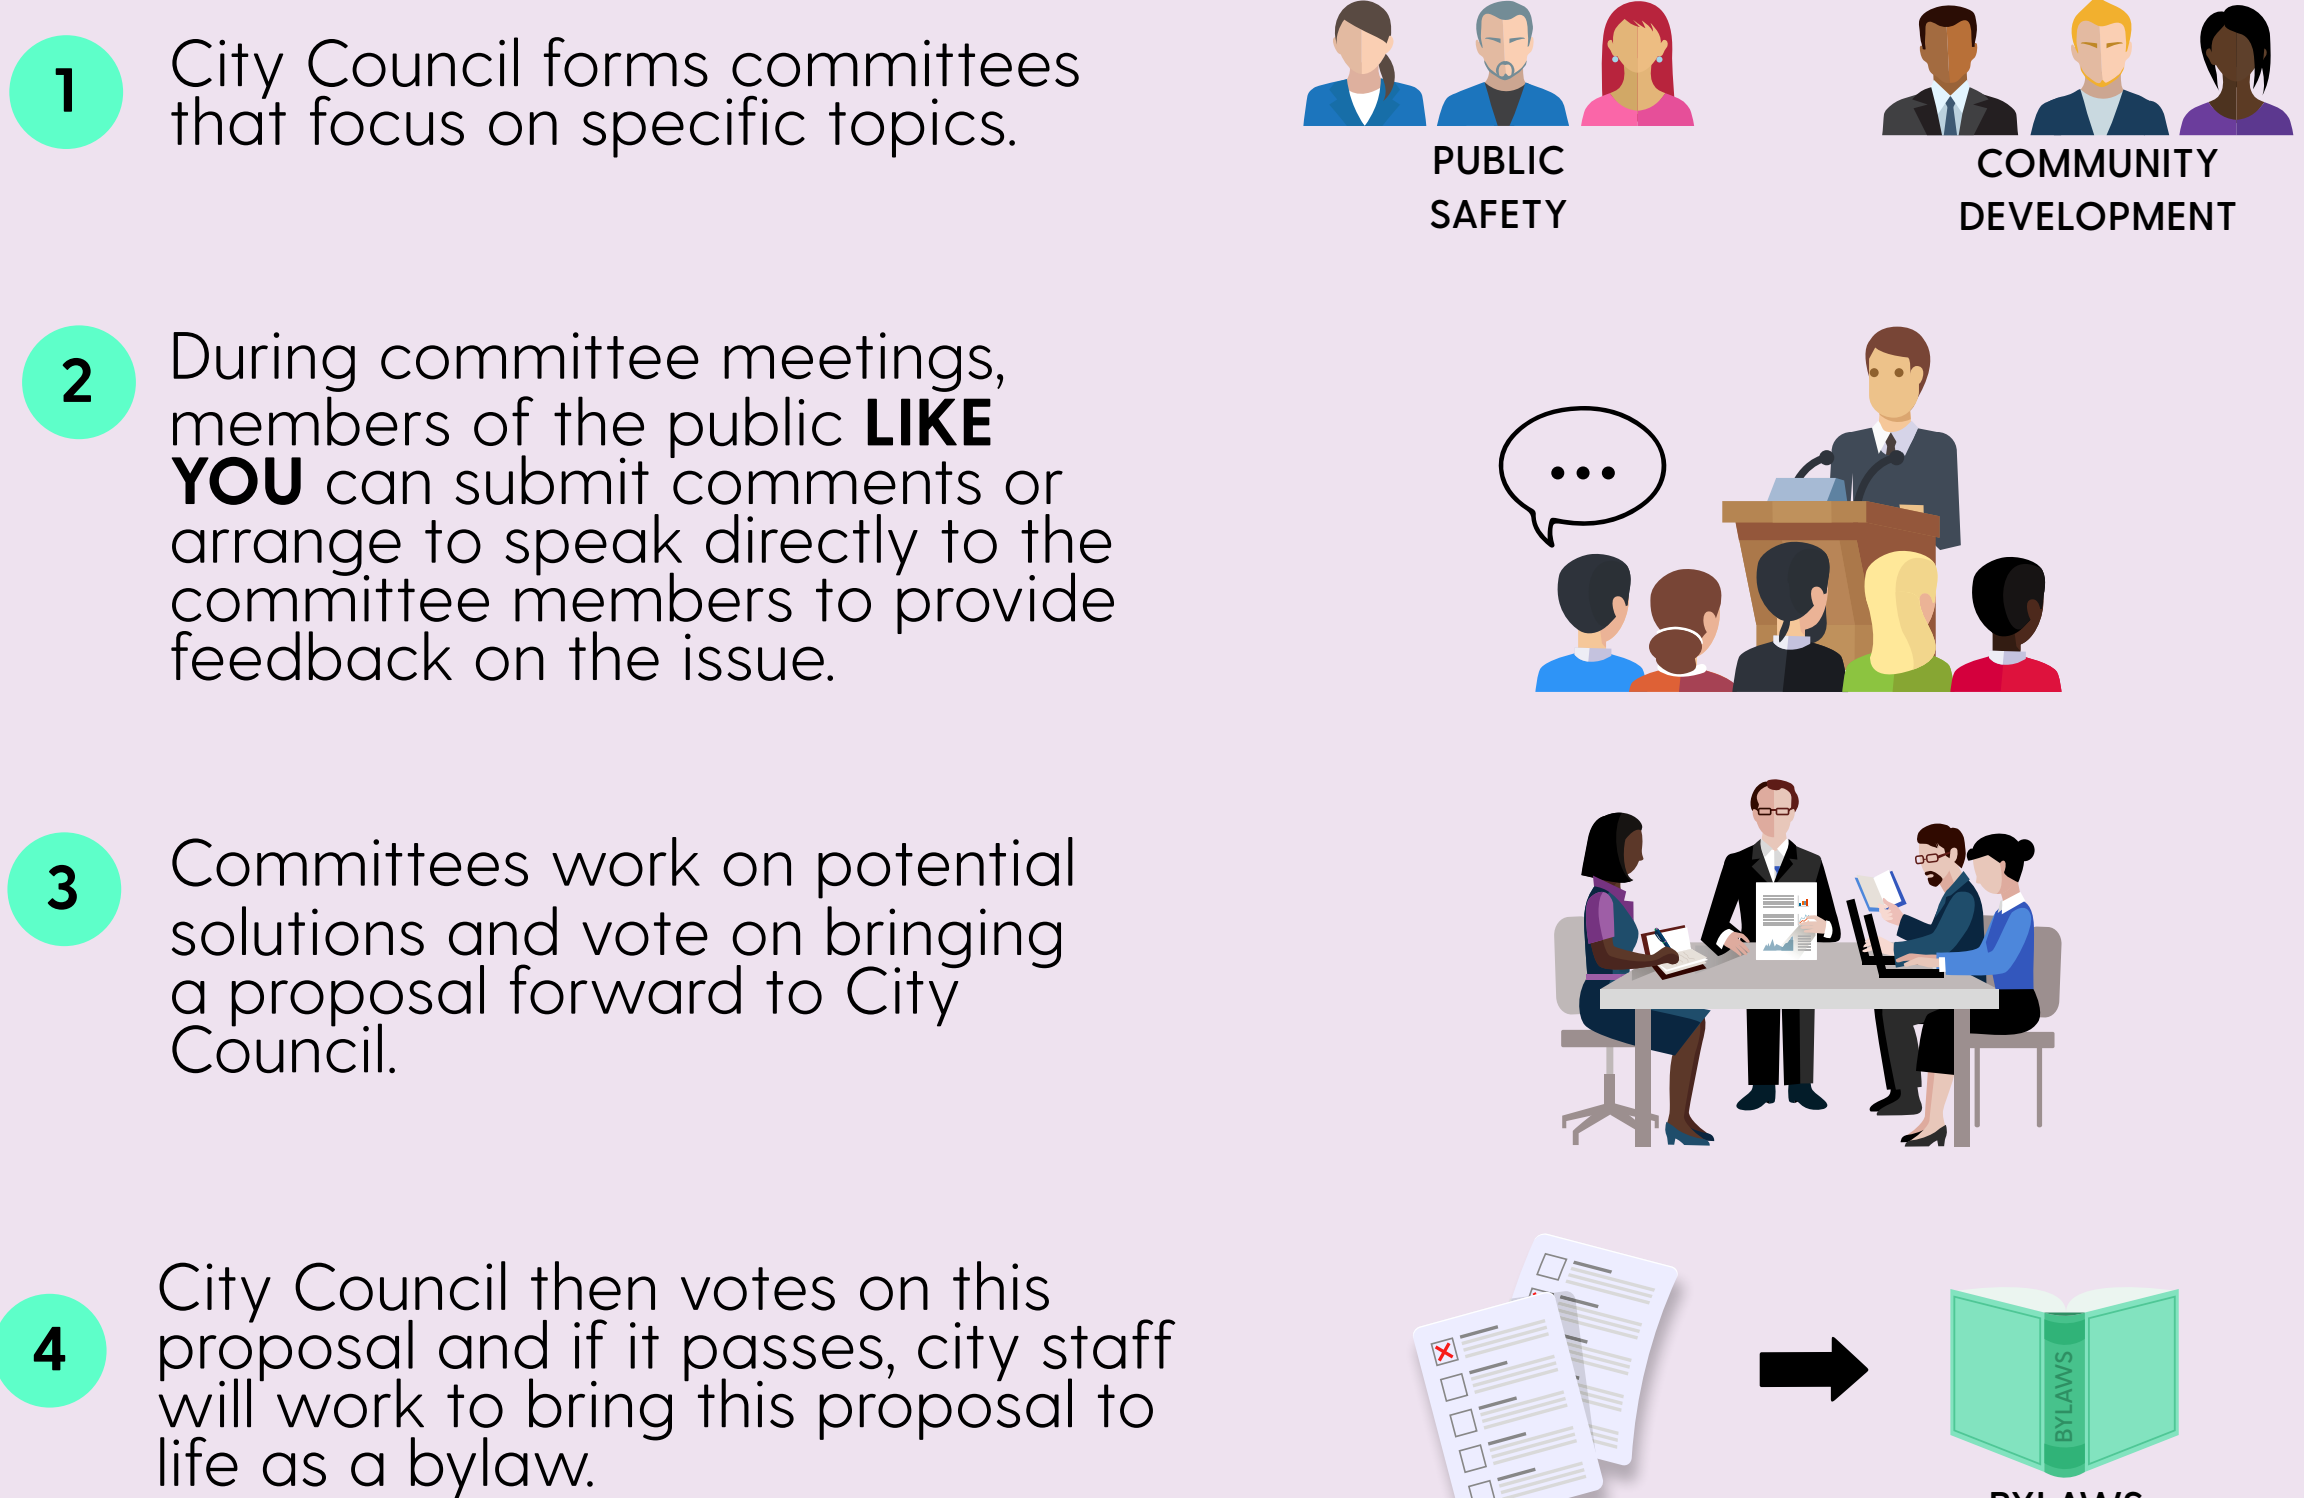 1
City Council forms committees
that focus on specific topics.
PUBLIC
SAFETY
COMMUNITY
DEVELOPMENT
2
During committee meetings,
members of the public LIKE
YOU can submit comments or
arrange to speak directly to the
committee members to provide
feedback on the issue.
3
Committees work on potential
solutions and vote on bringing
a proposal forward to City
Council.
4
City Council then votes on this
proposal and if it passes, city staff
will work to bring this proposal to
life as a bylaw.
BYLAWS
BYLAWS